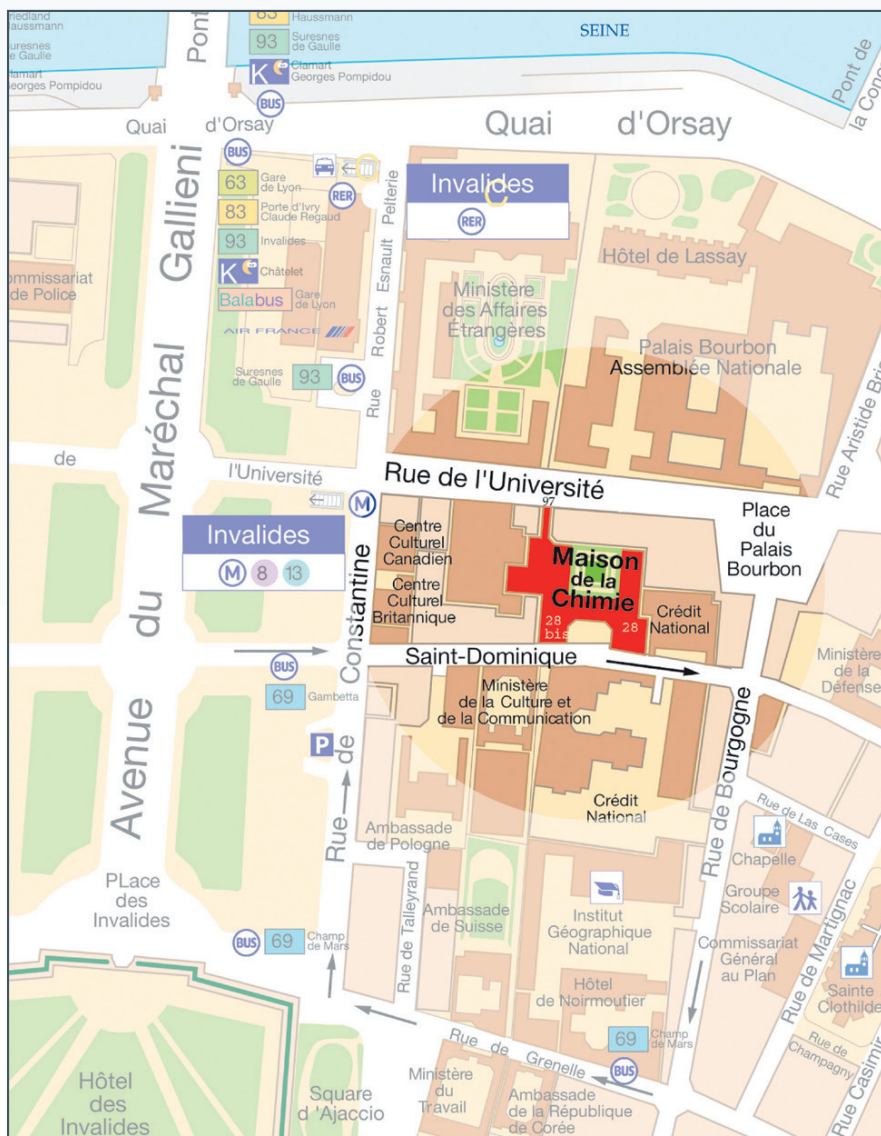 63
Haussmann
93
Suresnes
de Gaulle
K
Clamart
Georges Pompidou
BUS
Haussmann
Suresnes
de Gaulle
Georges Pompidou
Pont
SEINE
Pont de
la Conc
Quai
d'Orsay
Quai
d'Orsay
BUS
63
Gare
de Lyon
83
Porte d'Ivry
Claude Regaud
93
Invalides
K
Châtelet
Balabus
Gare
de Lyon
AIR FRANCE
Suresnes
de Gaulle
93
BUS
RER
Invalides
C
RER
Rue Robert Esnault Pelterie
Hôtel de Lassay
Ministère
des Affaires
Etrangères
Palais Bourbon
Assemblée Nationale
Rue Aristide Bri
ommissariat
de Police
Avenue du Maréchal Gallieni
de
l'Université
Rue de l'Université
97
M
Invalides
M
8
13
Centre
Culturel
Canadien
Centre
Culturel
Britannique
Maison
de la
Chimie
28
bis
28
Crédit
National
Place
du
Palais
Bourbon
Saint-Dominique
Rue de Constantine
BUS
69
Gambetta
P
Ministère
de la Culture et
de la Communication
Ministère
de la
Défense
Crédit
National
Rue de Bourgogne
Rue de Las Cases
Ambassade
de Pologne
Chapelle
Groupe
Scolaire
Rue de Martignac
PLace
des
Invalides
BUS
69
Champ
de Mars
Rue de Talleyrand
Ambassade
de Suisse
Institut
Géographique
National
Commissariat
Général
au Plan
Hôtel
de Noirmoutier
Sainte
Clothilde
69
Champ
de Mars
BUS
Rue de
Champagny
Rue Casimir
Rue de Grenelle
Hôtel
des
Invalides
Square
d 'Ajaccio
Ministère
du
Travail
Ambassade
de la République
de Corée